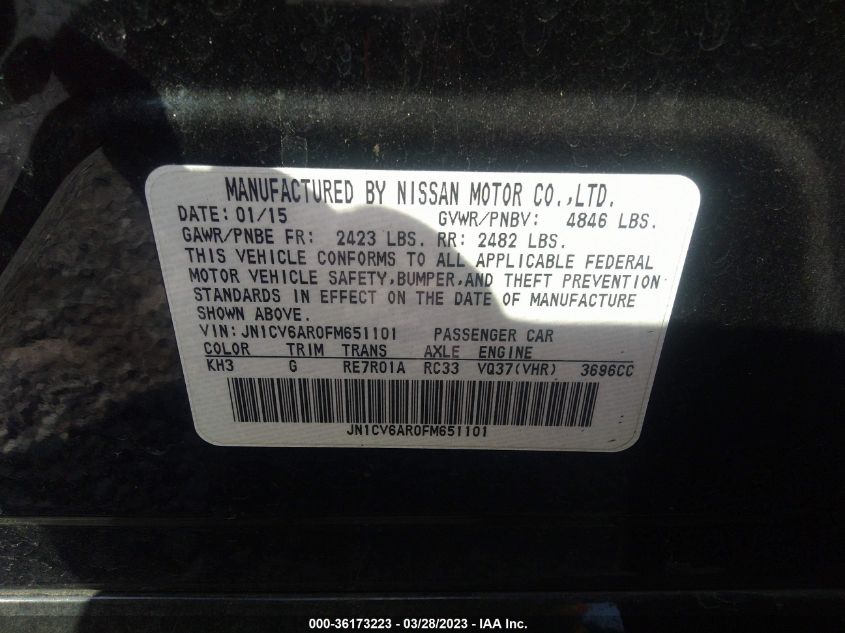 MANUFACTURED BY NISSAN MOTOR CO.,LTD.
DATE: 01/15 GVWR/PNBV: 4846 LBS.
GAWR/PNBE FR: 2423 LBS. RR: 2482 LBS.
THIS VEHICLE CONFORMS TO ALL APPLICABLE FEDERAL
MOTOR VEHICLE SAFETY,BUMPER,AND THEFT PREVENTION
STANDARDS IN EFFECT ON THE DATE OF MANUFACTURE
SHOWN ABOVE.
VIN:JN1CV6AR0FM651101 PASSENGER CAR
COLOR TRIM TRANS AXLE ENGINE
KH3 G RE7R01A RC33 VQ37(VHR) 3696CC
JN1CV6AR0FM651101
000-36173223 - 03/28/2023 - IAA Inc.